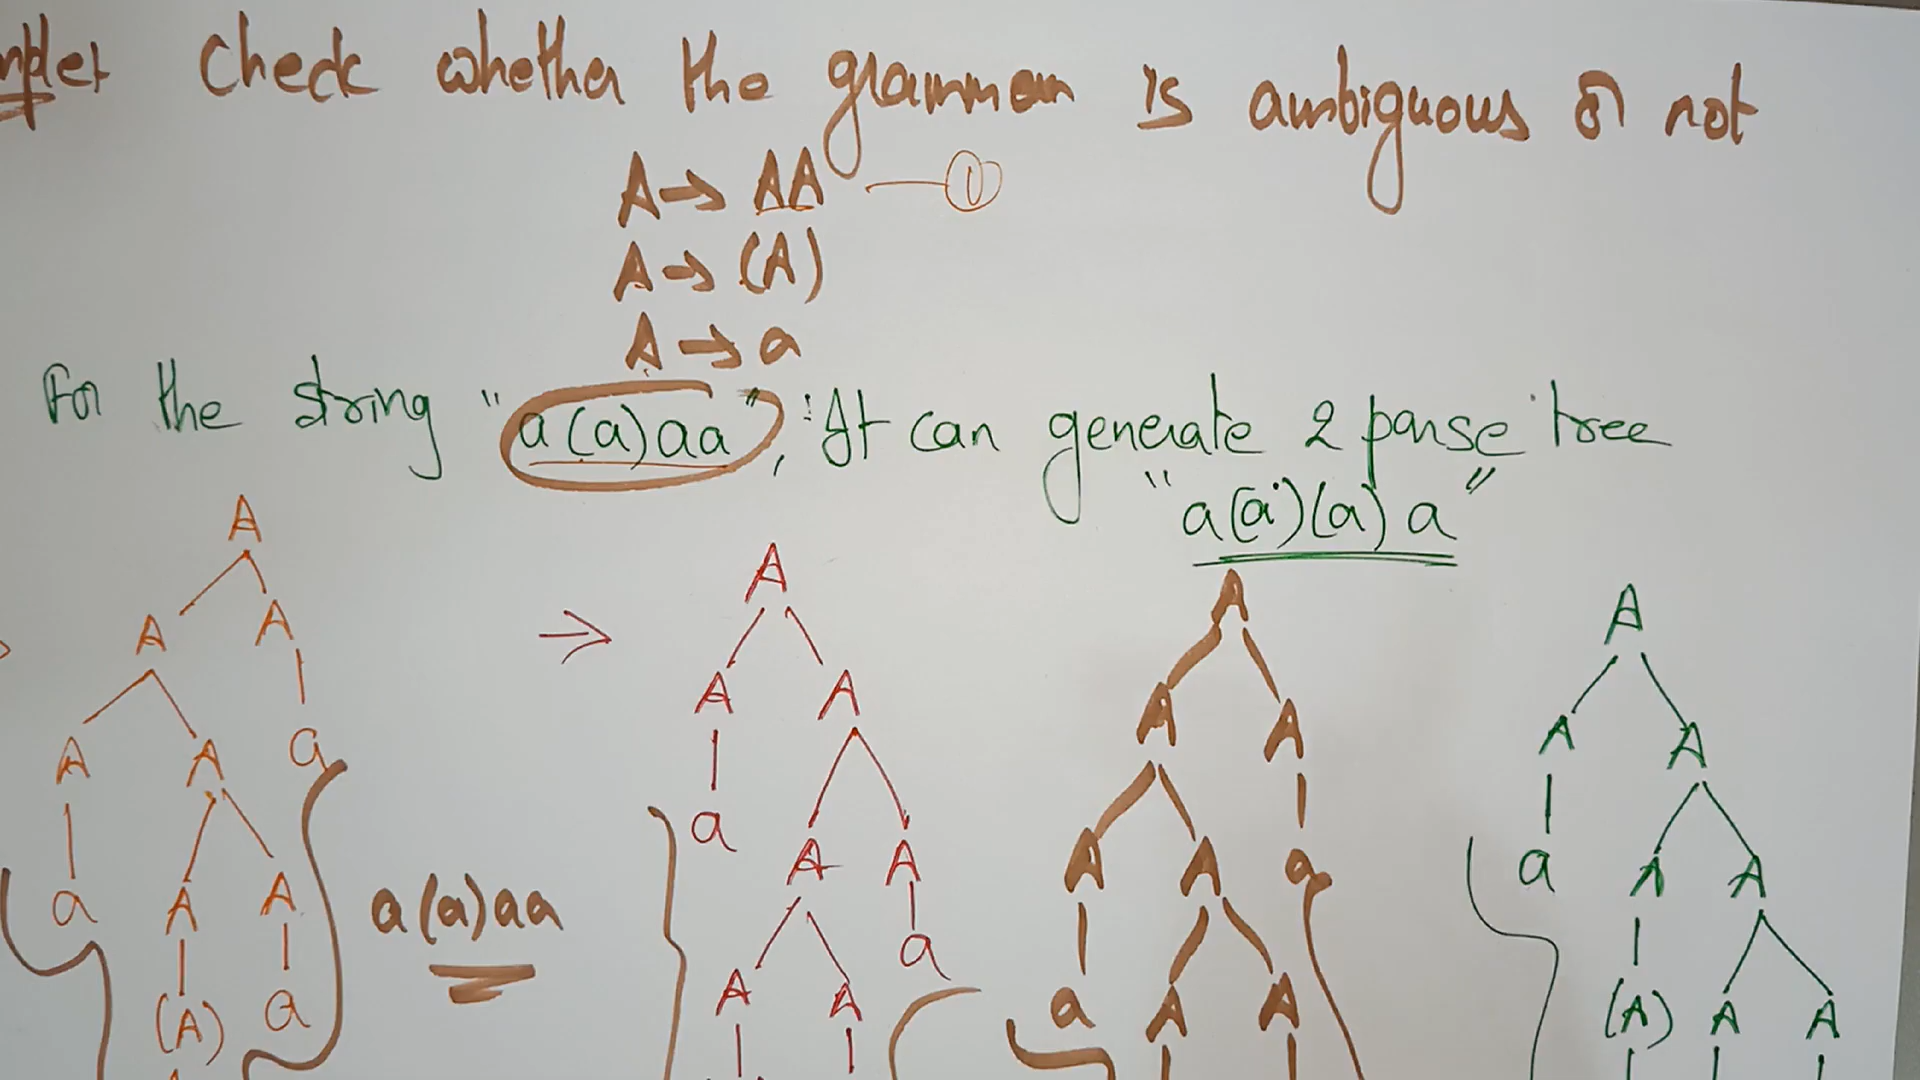 Check whether the grammar is ambiguous or not
A → AA — ①
A → (A)
A → a
For the string "a(a)aa", It can generate 2 parse tree
"a(a)(a)a"
A
A A
A A a
a A A
(A) a
a(a)aa
→
A
A A
a A A
A A a
A
A A
A A a
a A A
A
A A
a A A
(A) A A